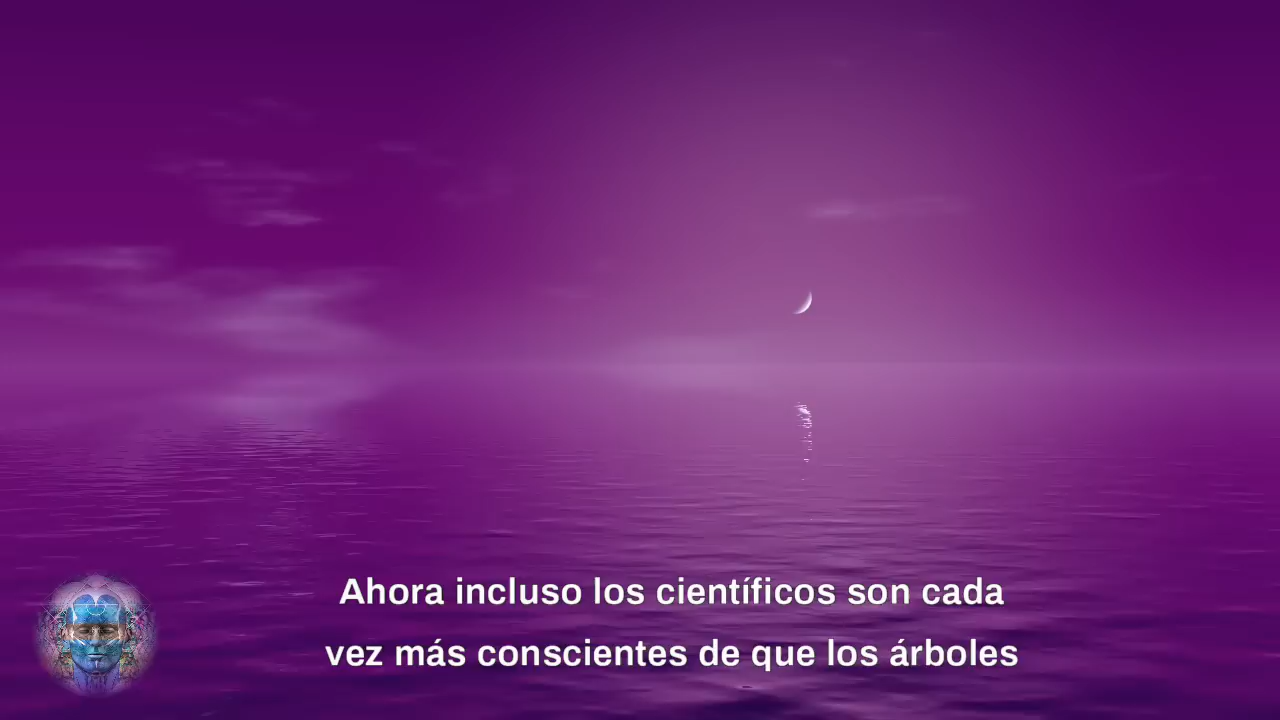 Ahora incluso los científicos son cada
vez más conscientes de que los árboles